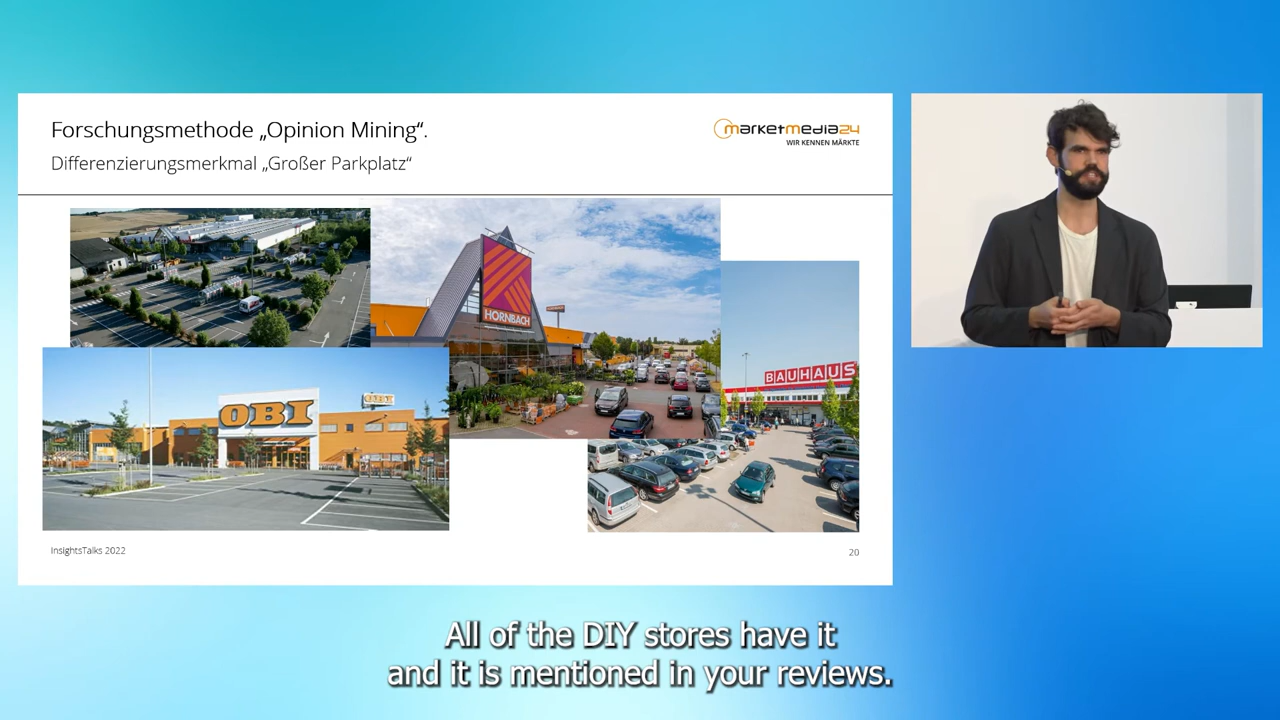 Forschungsmethode „Opinion Mining“.
Differenzierungsmerkmal „Großer Parkplatz“
marketmedia24
WIR KENNEN MÄRKTE
HORNBACH
BAUHAUS
OBI
OBI
InsightsTalks 2022
20
All of the DIY stores have it
and it is mentioned in your reviews.